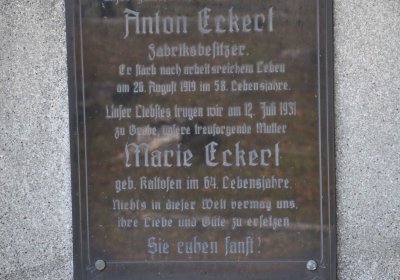 Anton Eckert
Fabriksbesitzer.
Er starb nach arbeitsreichem Leben
am 26. August 1919 im 58. Lebensjahre.
Unser Liebstes trugen wir am 12. Juli 1931
zu Grabe, unsere treusorgende Mutter
Marie Eckert
geb. Kaltofen im 64. Lebensjahre.
Nichts in dieser Welt vermag uns,
ihre Liebe und Güte zu ersetzen
Sie ruhen sanft!